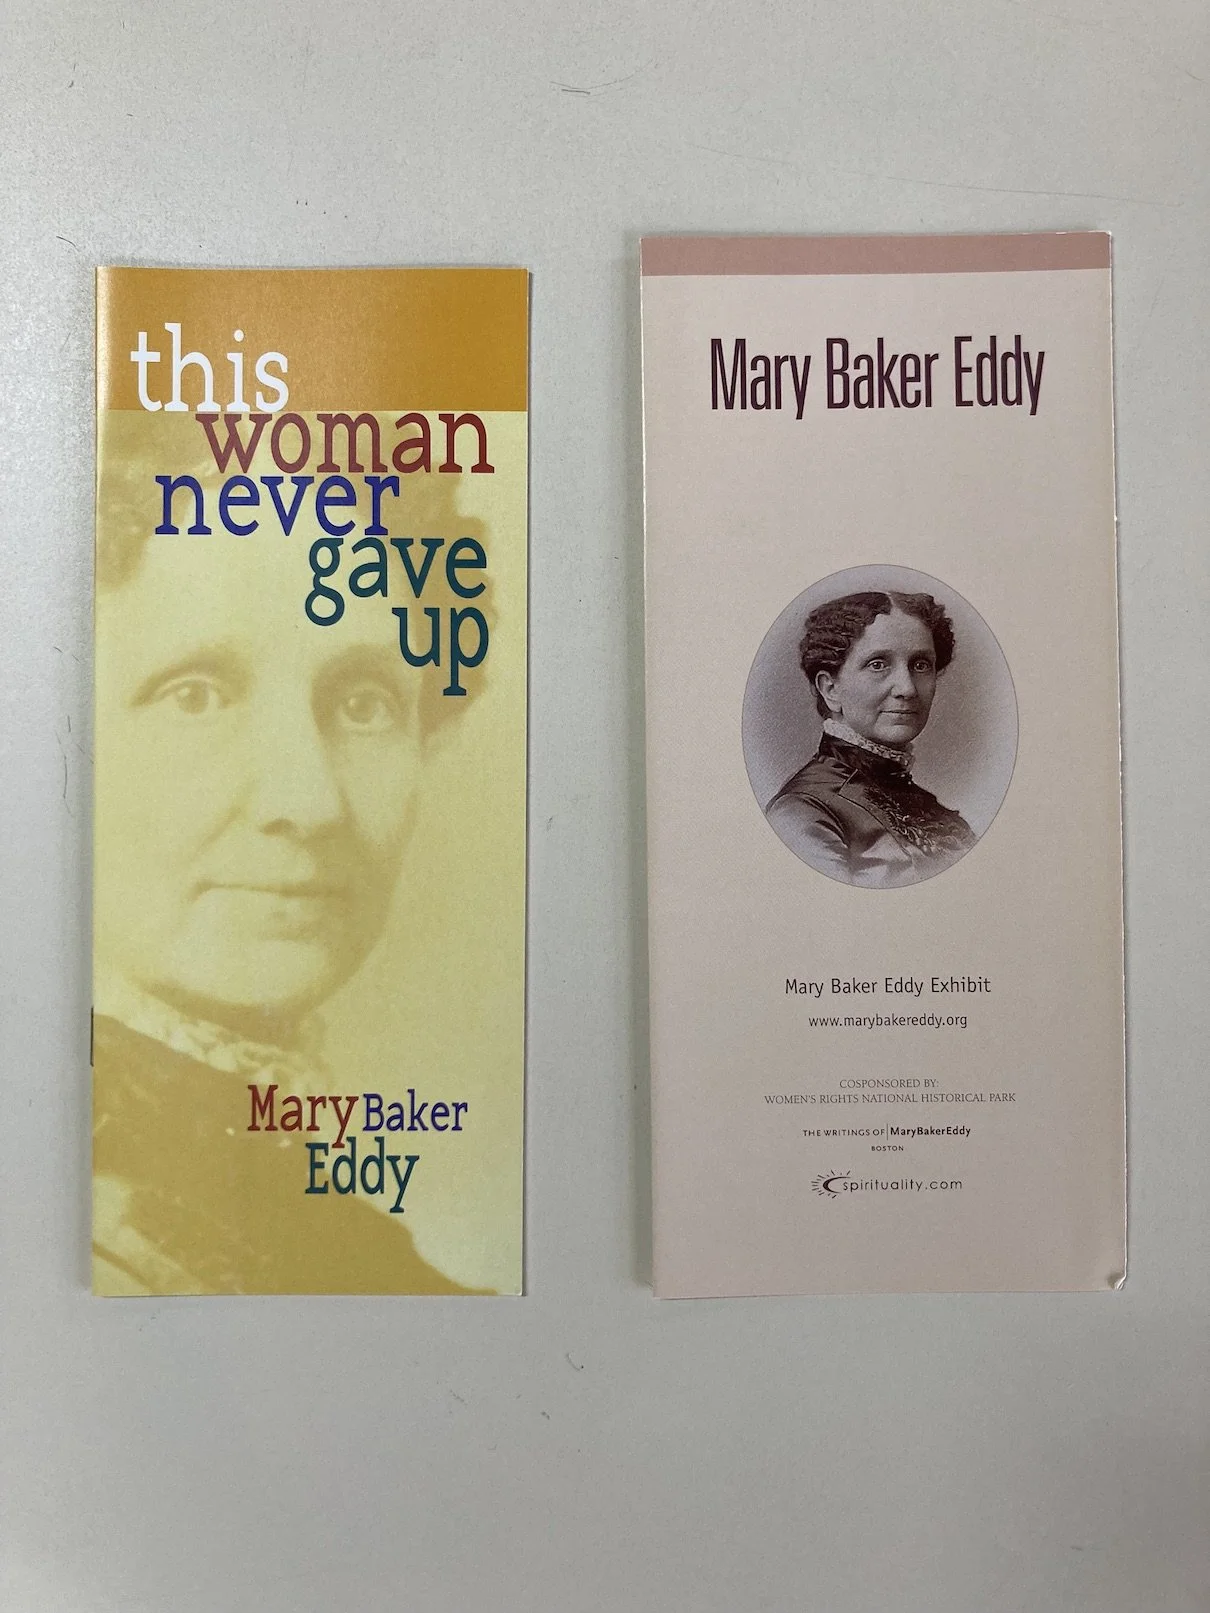 this
woman
never
gave
up
Mary Baker
Eddy
Mary Baker Eddy
Mary Baker Eddy Exhibit
www.marybakereddy.org
COSPONSORED BY:
WOMEN'S RIGHTS NATIONAL HISTORICAL PARK
THE WRITINGS OF MaryBakerEddy
BOSTON
spirituality.com